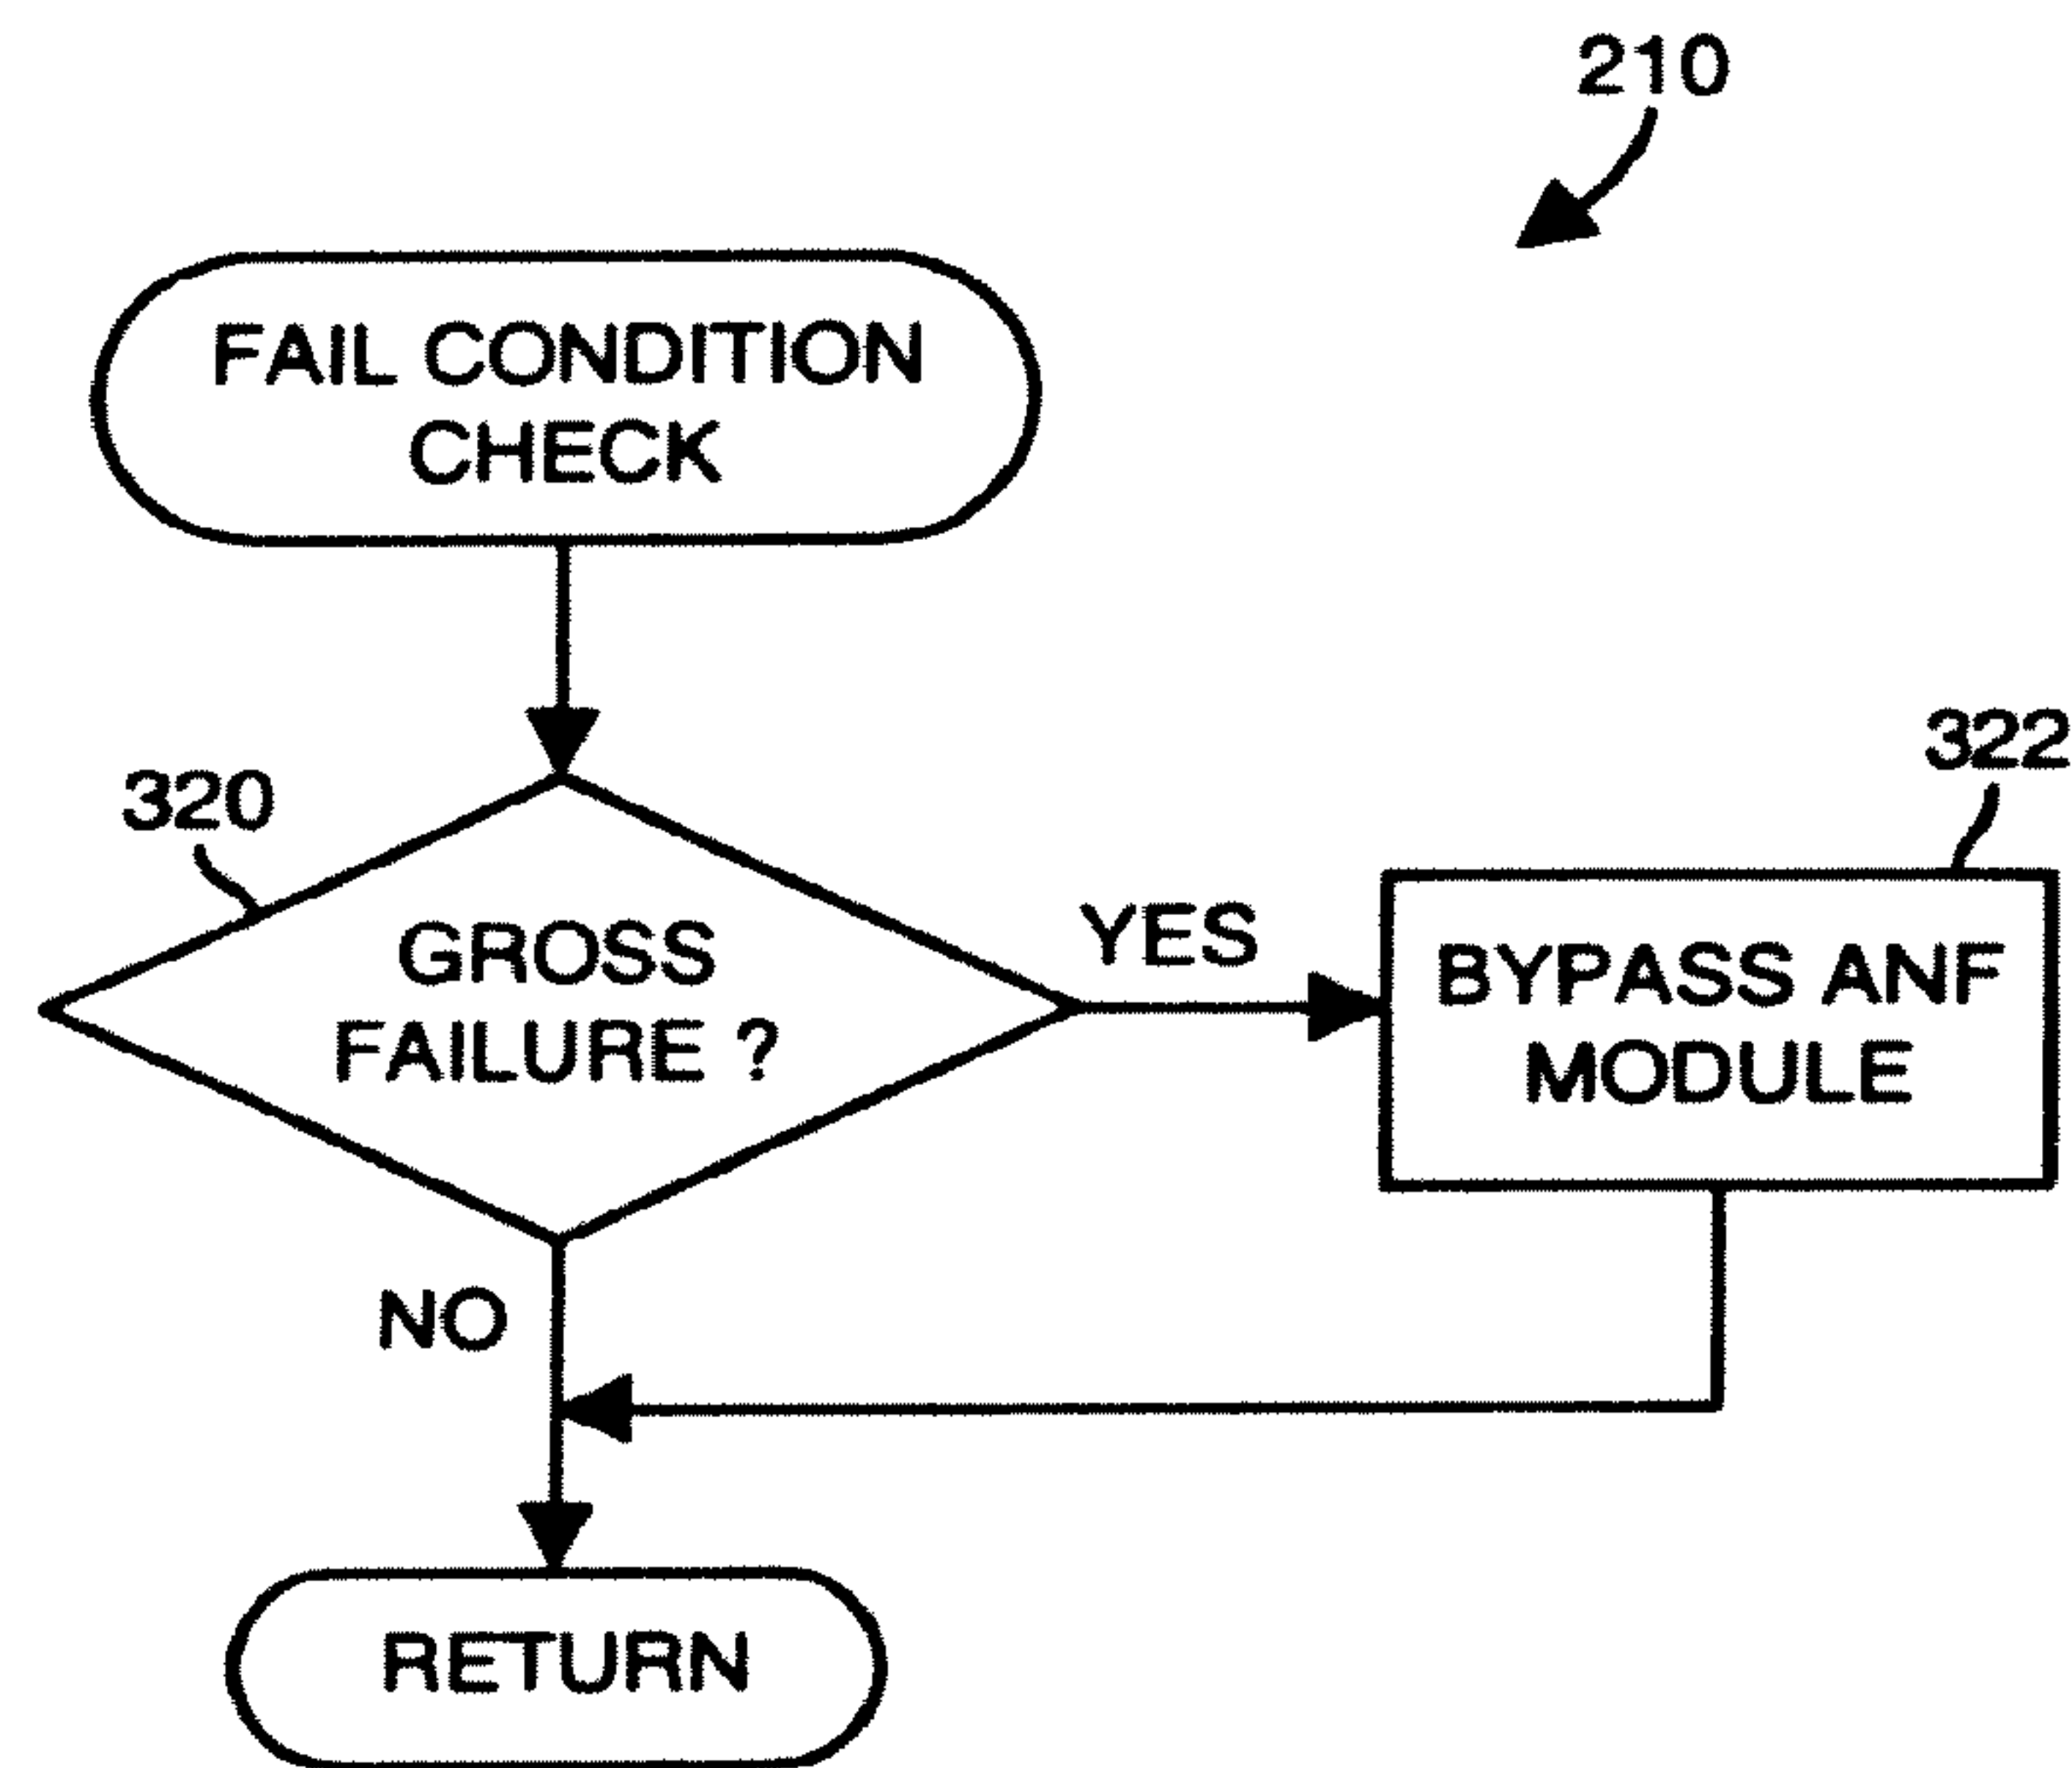 210
FAIL CONDITION
CHECK
320
322
GROSS
FAILURE ?
YES
BYPASS ANF
MODULE
NO
RETURN